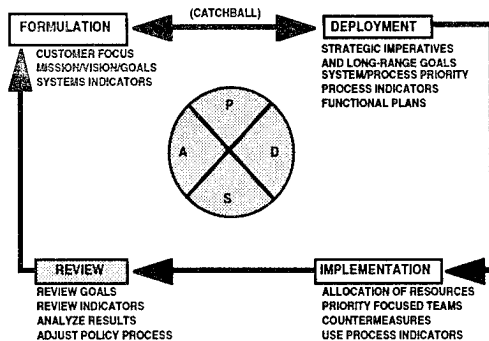 (CATCHBALL)
FORMULATION
DEPLOYMENT
CUSTOMER FOCUS
MISSION/VISION/GOALS
SYSTEMS INDICATORS
STRATEGIC IMPERATIVES
AND LONG-RANGE GOALS
SYSTEM/PROCESS PRIORITY
PROCESS INDICATORS
FUNCTIONAL PLANS
P
A
D
S
REVIEW
REVIEW GOALS
REVIEW INDICATORS
ANALYZE RESULTS
ADJUST POLICY PROCESS
IMPLEMENTATION
ALLOCATION OF RESOURCES
PRIORITY FOCUSED TEAMS
COUNTERMEASURES
USE PROCESS INDICATORS